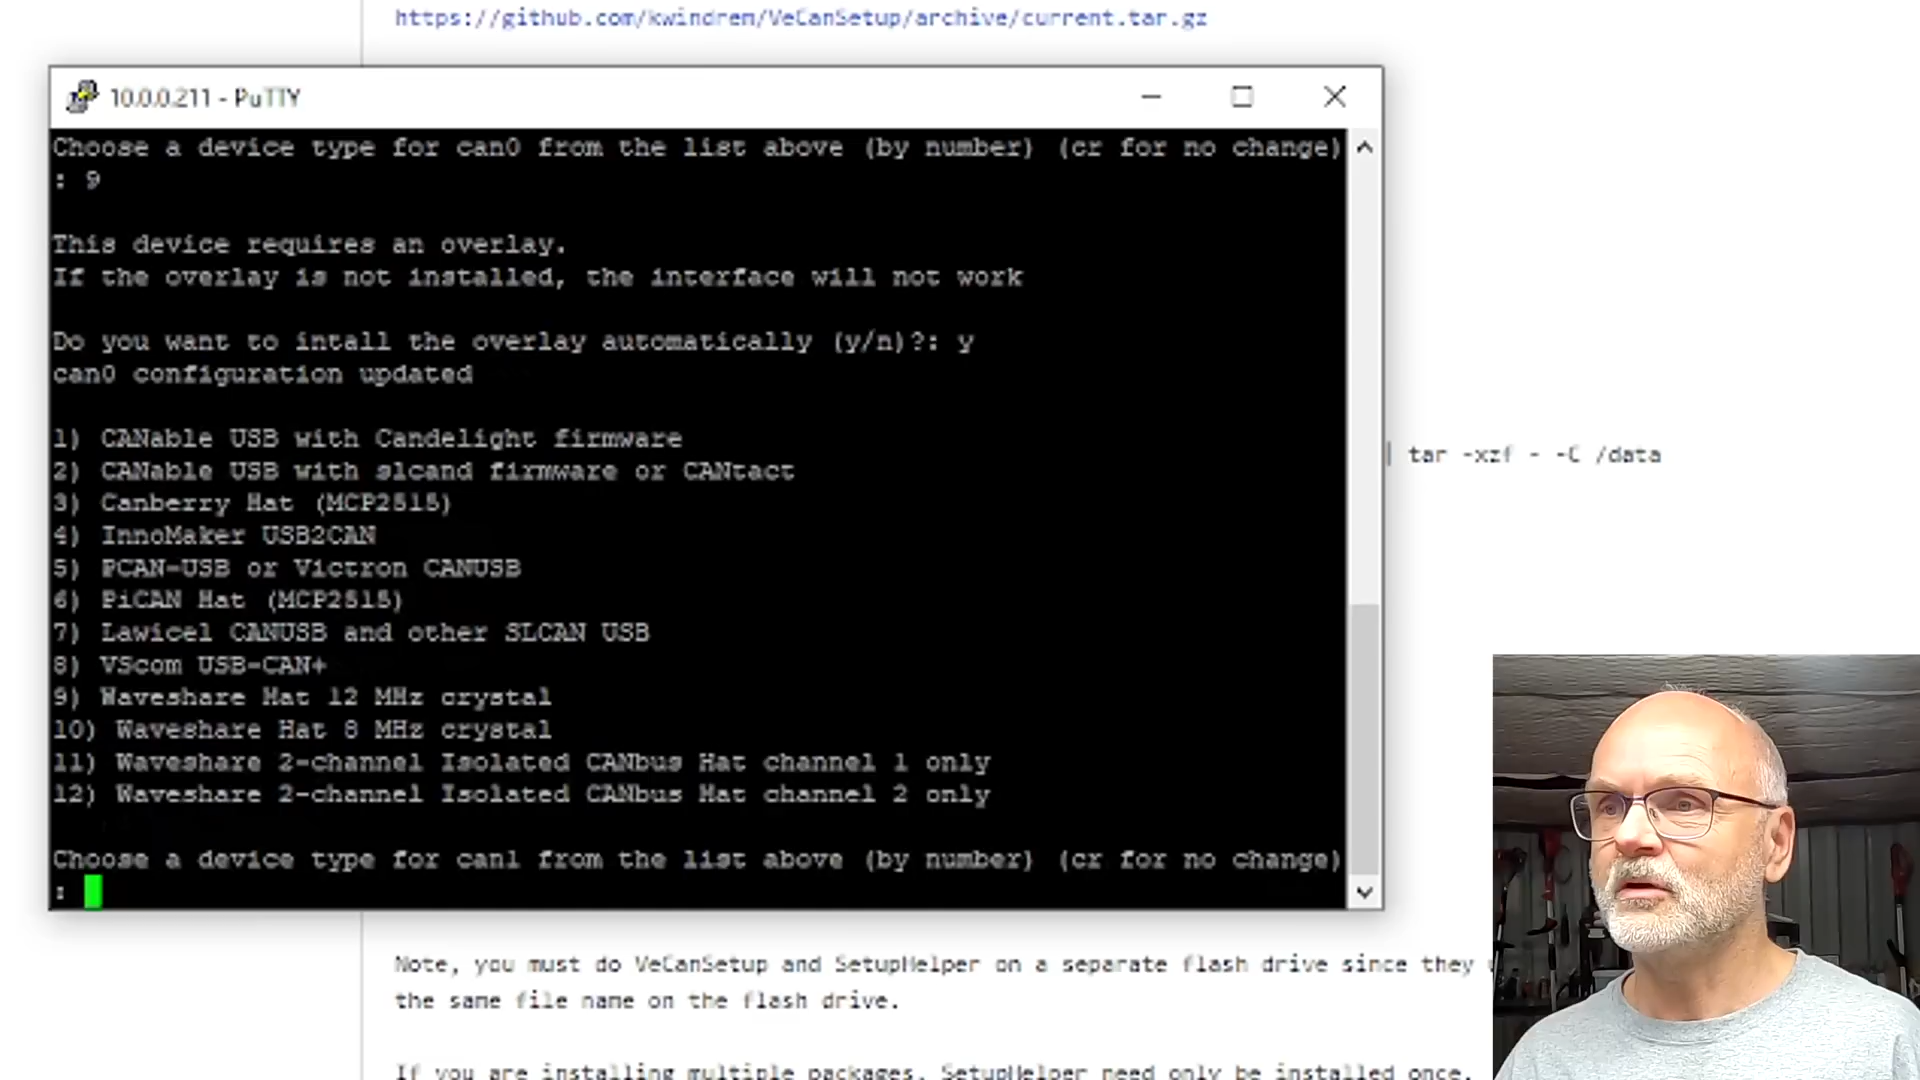 https://github.com/kwindrem/VeCanSetup/archive/current.tar.gz
10.0.0.211 - PuTTY
Choose a device type for can0 from the list above (by number) (cr for no change)
: 9
This device requires an overlay.
If the overlay is not installed, the interface will not work
Do you want to intall the overlay automatically (y/n)?: y
can0 configuration updated
1) CANable USB with Candelight firmware
2) CANable USB with slcand firmware or CANtact
3) Canberry Hat (MCP2515)
4) InnoMaker USB2CAN
5) PCAN-USB or Victron CANUSB
6) PiCAN Hat (MCP2515)
7) Lawicel CANUSB and other SLCAN USB
8) VScom USB-CAN+
9) Waveshare Hat 12 MHz crystal
10) Waveshare Hat 8 MHz crystal
11) Waveshare 2-channel Isolated CANbus Hat channel 1 only
12) Waveshare 2-channel Isolated CANbus Hat channel 2 only
Choose a device type for can1 from the list above (by number) (cr for no change)
:
| tar -xzf - -C /data
Note, you must do VeCanSetup and SetupHelper on a separate flash drive since they
the same file name on the flash drive.
If you are installing multiple packages, SetupHelper need only be installed once.